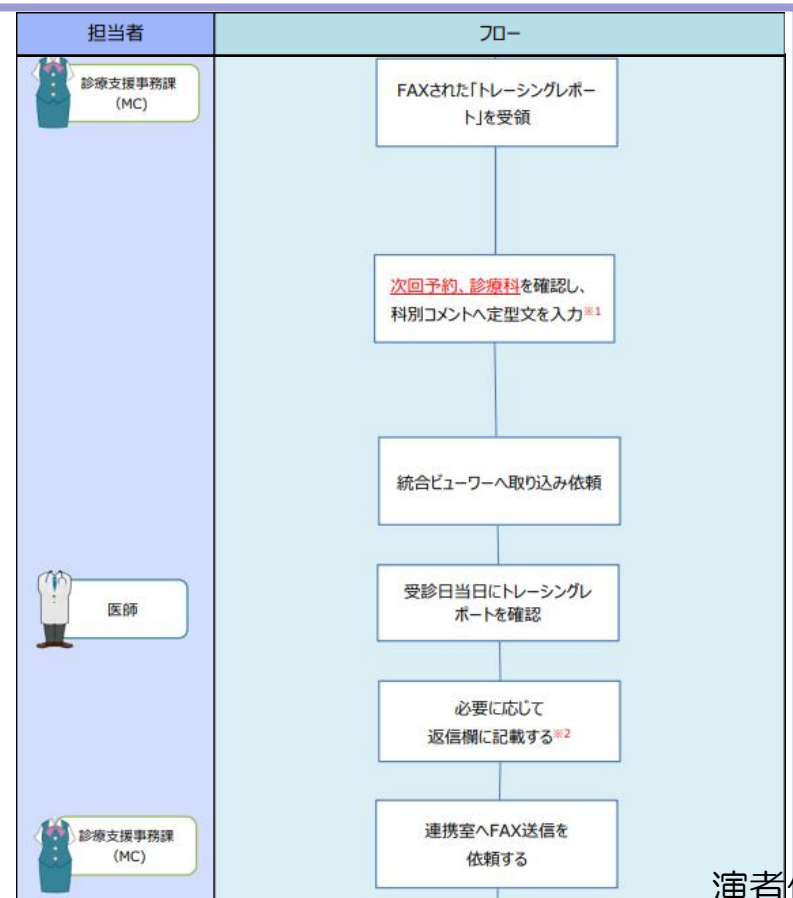 担当者
フロー
診療支援事務課
(MC)
FAXされた「トレーシングレポー
ト」を受領
次回予約、診療科を確認し、
科別コメントへ定型文を入力※1
統合ビューワーへ取り込み依頼
医師
受診日当日にトレーシングレ
ポートを確認
必要に応じて
返信欄に記載する※2
診療支援事務課
(MC)
連携室へFAX送信を
依頼する
演者